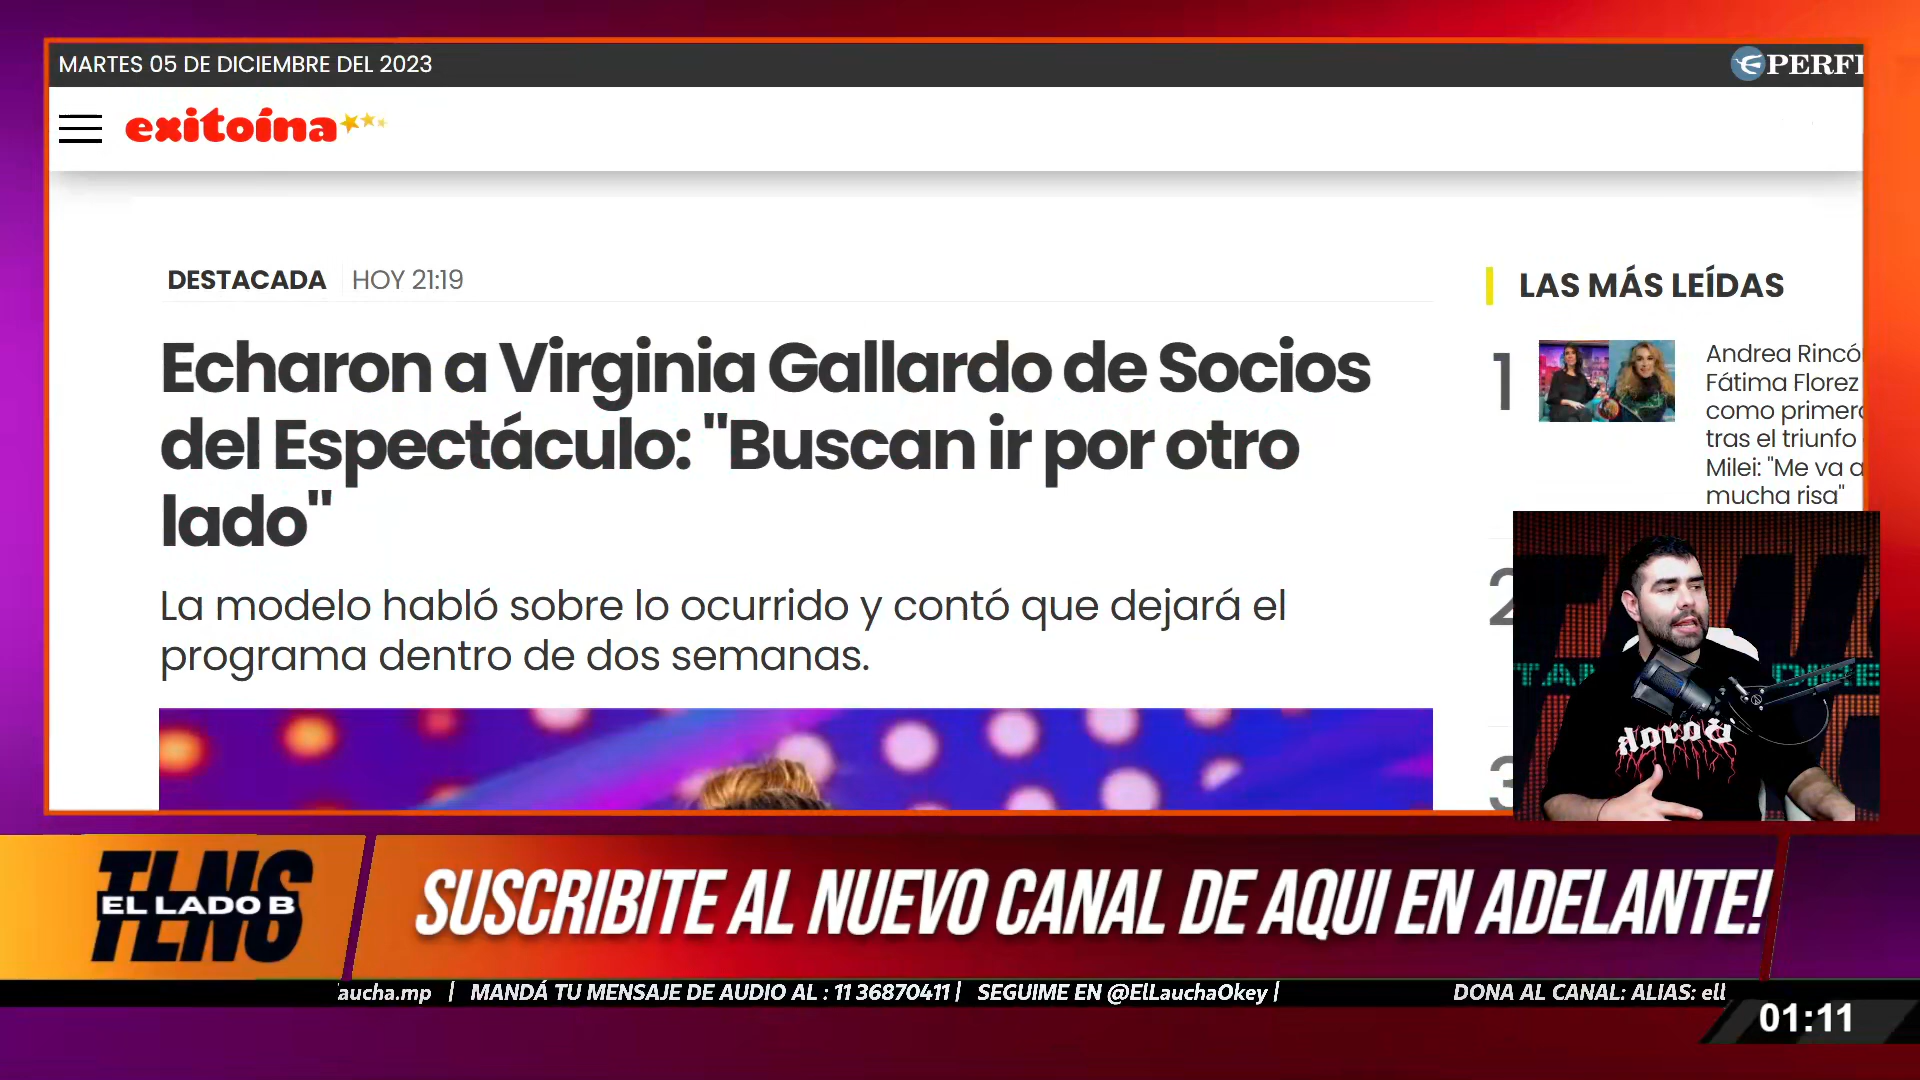 MARTES 05 DE DICIEMBRE DEL 2023
PERFI
exitoína
DESTACADA HOY 21:19
Echaron a Virginia Gallardo de Socios
del Espectáculo: "Buscan ir por otro
lado"
La modelo habló sobre lo ocurrido y contó que dejará el
programa dentro de dos semanas.
LAS MÁS LEÍDAS
1
Andrea Rincó
Fátima Florez
como primera
tras el triunfo
Milei: "Me va a
mucha risa"
2
3
TLNS
EL LADO B
SUSCRIBITE AL NUEVO CANAL DE AQUI EN ADELANTE!
aucha.mp | MANDÁ TU MENSAJE DE AUDIO AL : 11 36870411 | SEGUIME EN @ElLauchaOkey | DONA AL CANAL: ALIAS: ell
01:11